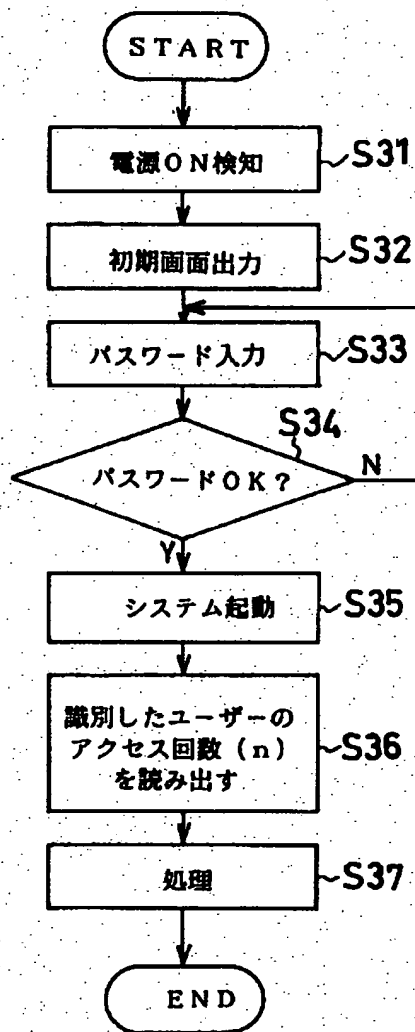 START
電源ON検知
S31
初期画面出力
S32
パスワード入力
S33
S34
パスワードOK?
N
Y
システム起動
S35
識別したユーザーの
アクセス回数(n)
を読み出す
S36
処理
S37
END